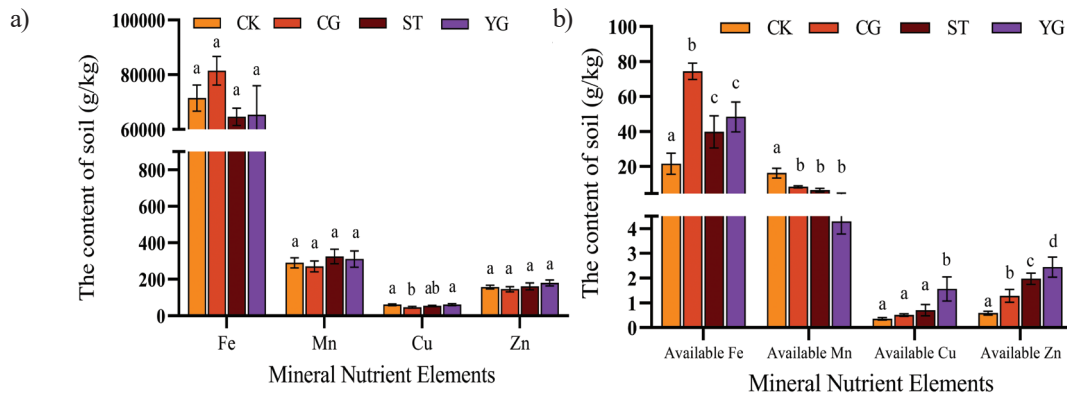 a)
CK CG ST YG
The content of soil (g/kg)
100000
80000
60000
800
600
400
200
0
a a a a
a a a a
a b ab a
a a a a
Fe Mn Cu Zn
Mineral Nutrient Elements
b)
CK CG ST YG
The content of soil (g/kg)
80
60
40
20
4
3
2
1
0
a b c c
a b b b
a a a b
a b c d
Available Fe Available Mn Available Cu Available Zn
Mineral Nutrient Elements